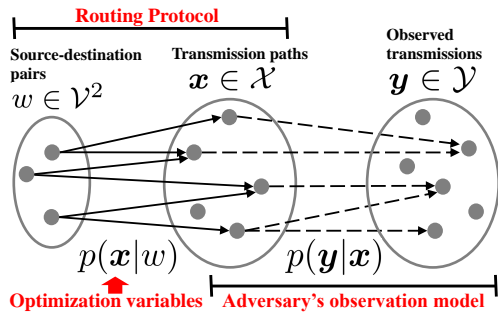 Routing Protocol
Source-destination
pairs
w ∈ 𝒱²
Transmission paths
𝒙 ∈ 𝒳
Observed
transmissions
𝒚 ∈ 𝒴
p(𝒙|w)
p(𝒚|𝒙)
Optimization variables
Adversary's observation model